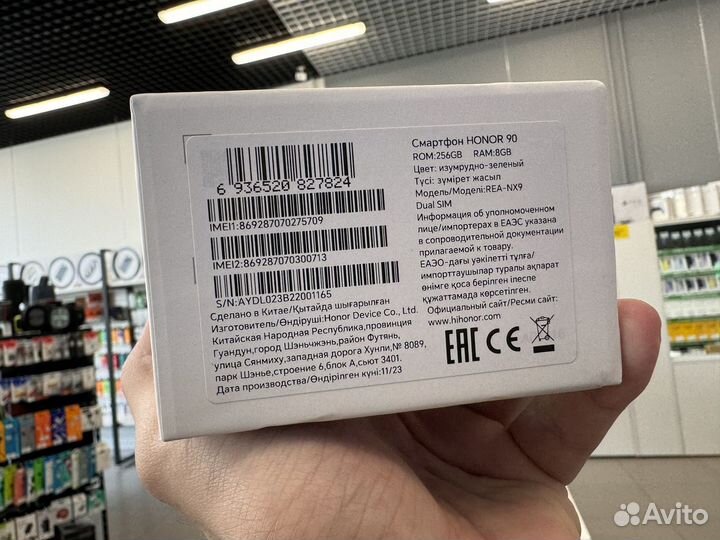 6 936520 827824
IMEI1:869287070275709
IMEI2:869287070300713
S/N:AYDL023B22001165
Сделано в Китае/Қытайда шығарылған
Изготовитель/Өндіруші:Honor Device Co., Ltd.
Китайская Народная Республика,провинция
Гуандун,город Шэньчжэнь,район Футянь,
улица Сянмиху,западная дорога Хунли,№ 8089,
парк Шэнье,строение 6,блок А,сьют 3401.
Дата производства/Өндірілген күні:11/23
Смартфон HONOR 90
ROM:256GB RAM:8GB
Цвет: изумрудно-зеленый
Түсі: зүмірет жасыл
Модель/Моделі:REA-NX9
Dual SIM
Информация об уполномоченном
лице/импортерах в ЕАЭС указана
в сопроводительной документации
прилагаемой к товару.
ЕАЭО-дағы уәкілетті тұлға/
импорттаушылар туралы ақпарат
өнімнің ілеспе құжаттамада көрсетілген.
Официальный сайт/Ресми сайт:
www.hihonor.com
EAC CE
Avito